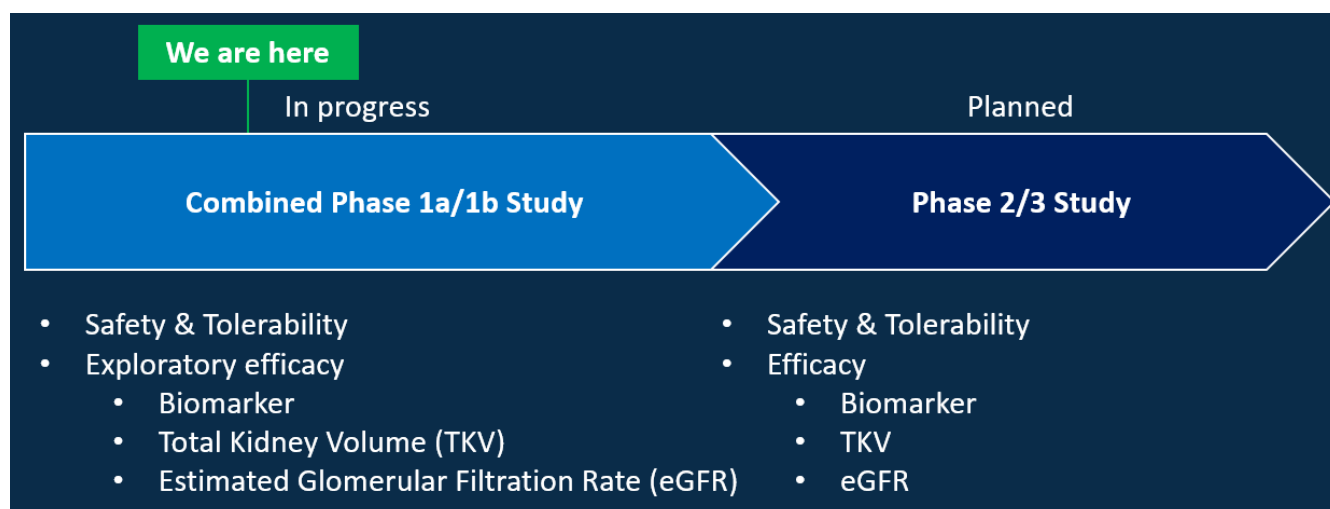 We are here
In progress
Planned
Combined Phase 1a/1b Study
Phase 2/3 Study
• Safety & Tolerability
• Exploratory efficacy
• Biomarker
• Total Kidney Volume (TKV)
• Estimated Glomerular Filtration Rate (eGFR)
• Safety & Tolerability
• Efficacy
• Biomarker
• TKV
• eGFR